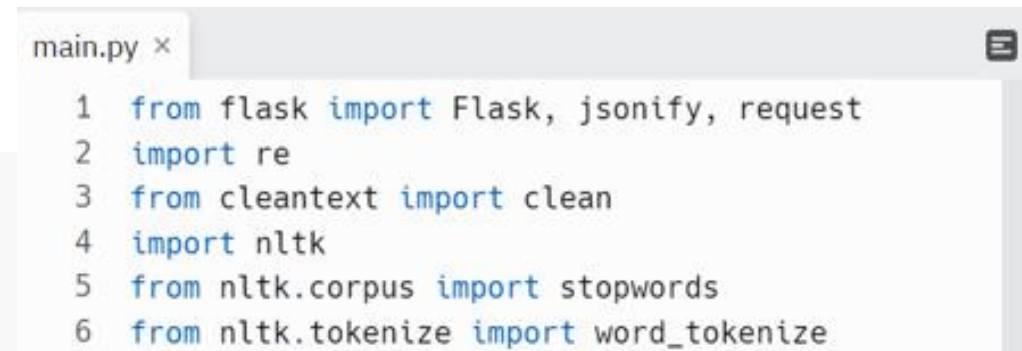 main.py ×
1 from flask import Flask, jsonify, request
2 import re
3 from cleantext import clean
4 import nltk
5 from nltk.corpus import stopwords
6 from nltk.tokenize import word_tokenize